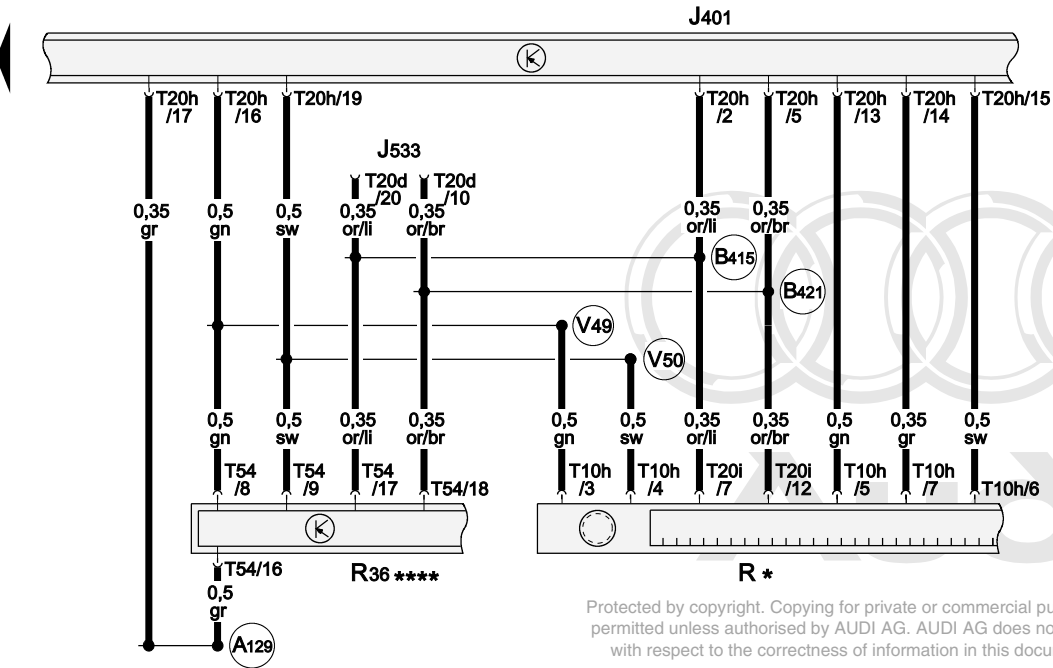 J401
T20h /17
T20h /16
T20h/19
T20h /2
T20h /5
T20h /13
T20h /14
T20h/15
J533
T20d /20
T20d /10
0,35 gr
0,5 gn
0,5 sw
0,35 or/li
0,35 or/br
0,35 or/li
0,35 or/br
B415
B421
V49
V50
0,5 gn
0,5 sw
0,35 or/li
0,35 or/br
0,5 gn
0,5 sw
0,35 or/li
0,35 or/br
0,5 gn
0,35 gr
0,5 sw
T54 /8
T54 /9
T54 /17
T54/18
T10h /3
T10h /4
T20i /7
T20i /12
T10h /5
T10h /7
T10h/6
T54/16
R36 ****
R *
0,5 gr
A129
Protected by copyright. Copying for private or commercial
permitted unless authorised by AUDI AG. AUDI AG does
with respect to the correctness of information in this